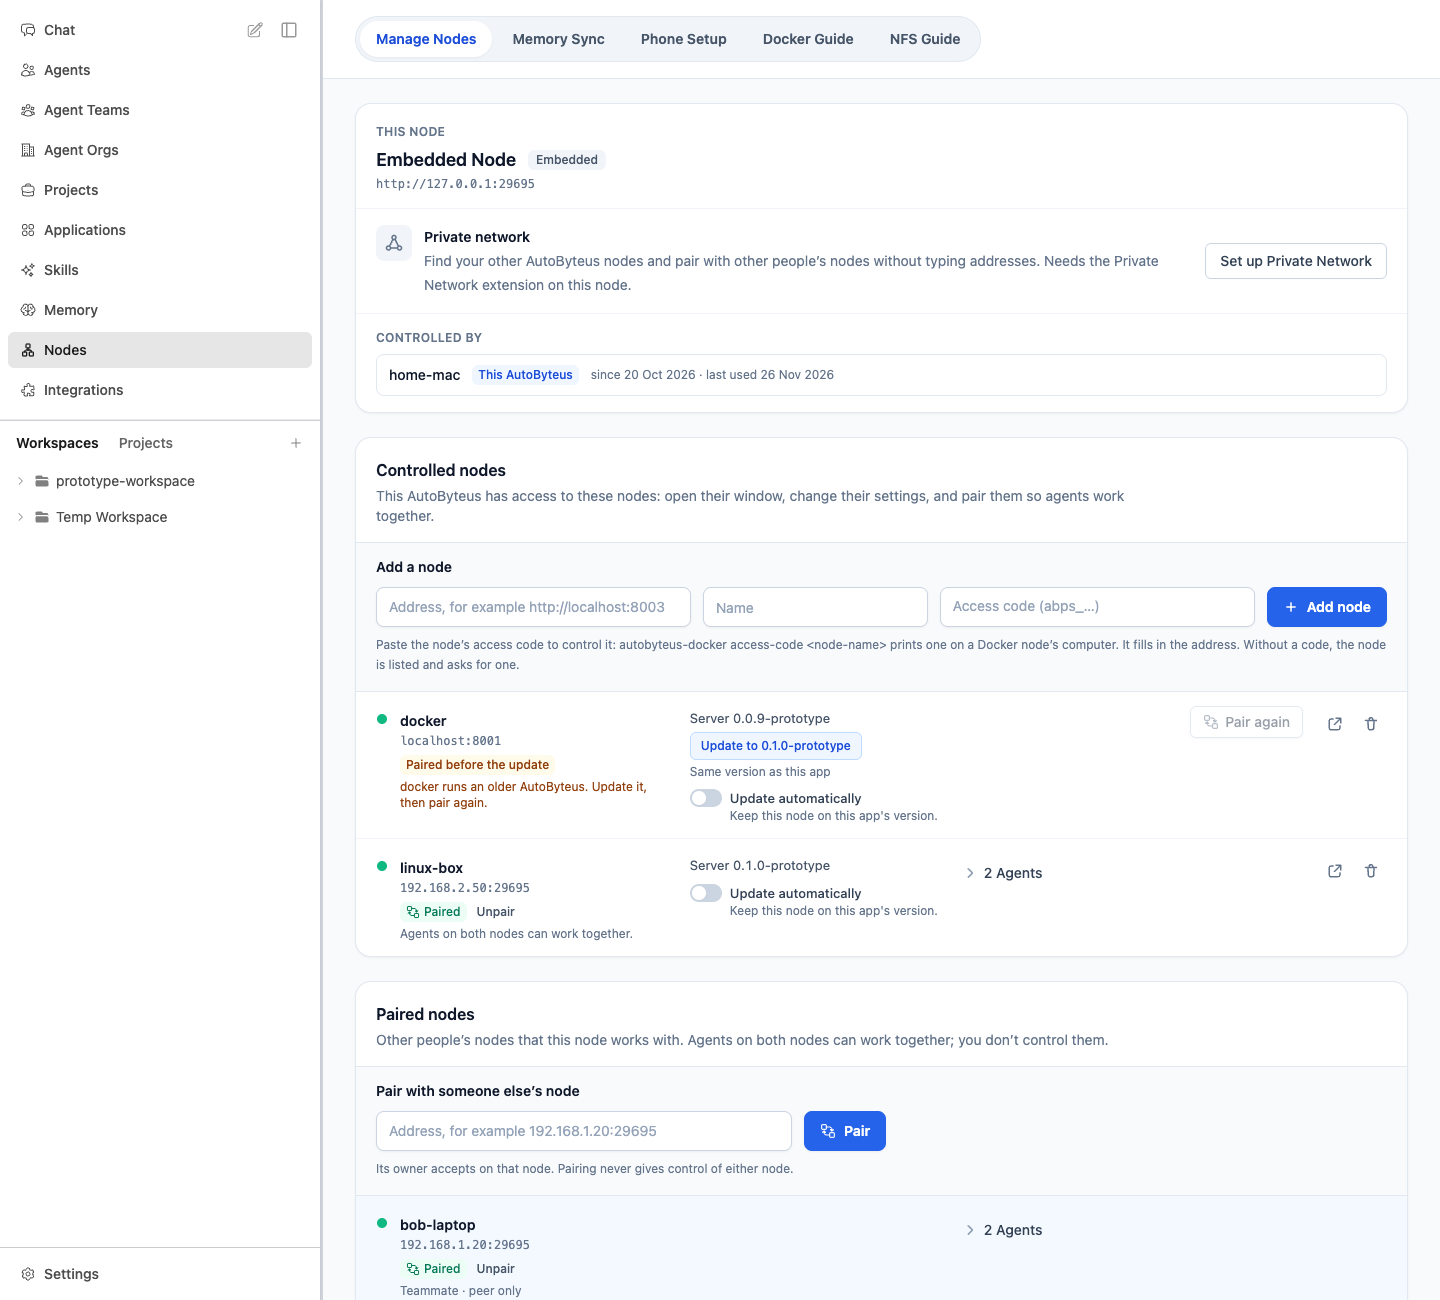 Chat
Agents
Agent Teams
Agent Orgs
Projects
Applications
Skills
Memory
Nodes
Integrations
Workspaces
Projects
prototype-workspace
Temp Workspace
Settings
Manage Nodes
Memory Sync
Phone Setup
Docker Guide
NFS Guide
THIS NODE
Embedded Node
Embedded
http://127.0.0.1:29695
Private network
Find your other AutoByteus nodes and pair with other people’s nodes without typing addresses. Needs the Private
Network extension on this node.
Set up Private Network
CONTROLLED BY
home-mac
This AutoByteus
since 20 Oct 2026 · last used 26 Nov 2026
Controlled nodes
This AutoByteus has access to these nodes: open their window, change their settings, and pair them so agents work
together.
Add a node
Address, for example http://localhost:8003
Name
Access code (abps_…)
Add node
Paste the node’s access code to control it: autobyteus-docker access-code <node-name> prints one on a Docker node’s computer. It fills in the address. Without a code, the node
is listed and asks for one.
docker
localhost:8001
Paired before the update
docker runs an older AutoByteus. Update it,
then pair again.
Server 0.0.9-prototype
Update to 0.1.0-prototype
Same version as this app
Update automatically
Keep this node on this app's version.
Pair again
linux-box
192.168.2.50:29695
Paired
Unpair
Agents on both nodes can work together.
Server 0.1.0-prototype
Update automatically
Keep this node on this app's version.
2 Agents
Paired nodes
Other people’s nodes that this node works with. Agents on both nodes can work together; you don’t control them.
Pair with someone else’s node
Address, for example 192.168.1.20:29695
Pair
Its owner accepts on that node. Pairing never gives control of either node.
bob-laptop
192.168.1.20:29695
Paired
Unpair
Teammate · peer only
2 Agents